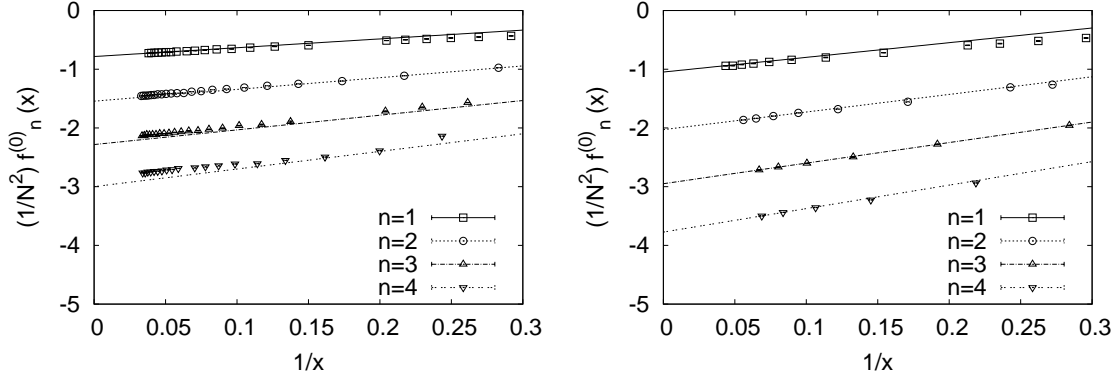 0
-1
-2
-3
-4
-5
0 0.05 0.1 0.15 0.2 0.25 0.3
(1/N²) f⁽⁰⁾ₙ (x)
1/x
n=1
n=2
n=3
n=4
0
-1
-2
-3
-4
-5
0 0.05 0.1 0.15 0.2 0.25 0.3
(1/N²) f⁽⁰⁾ₙ (x)
1/x
n=1
n=2
n=3
n=4